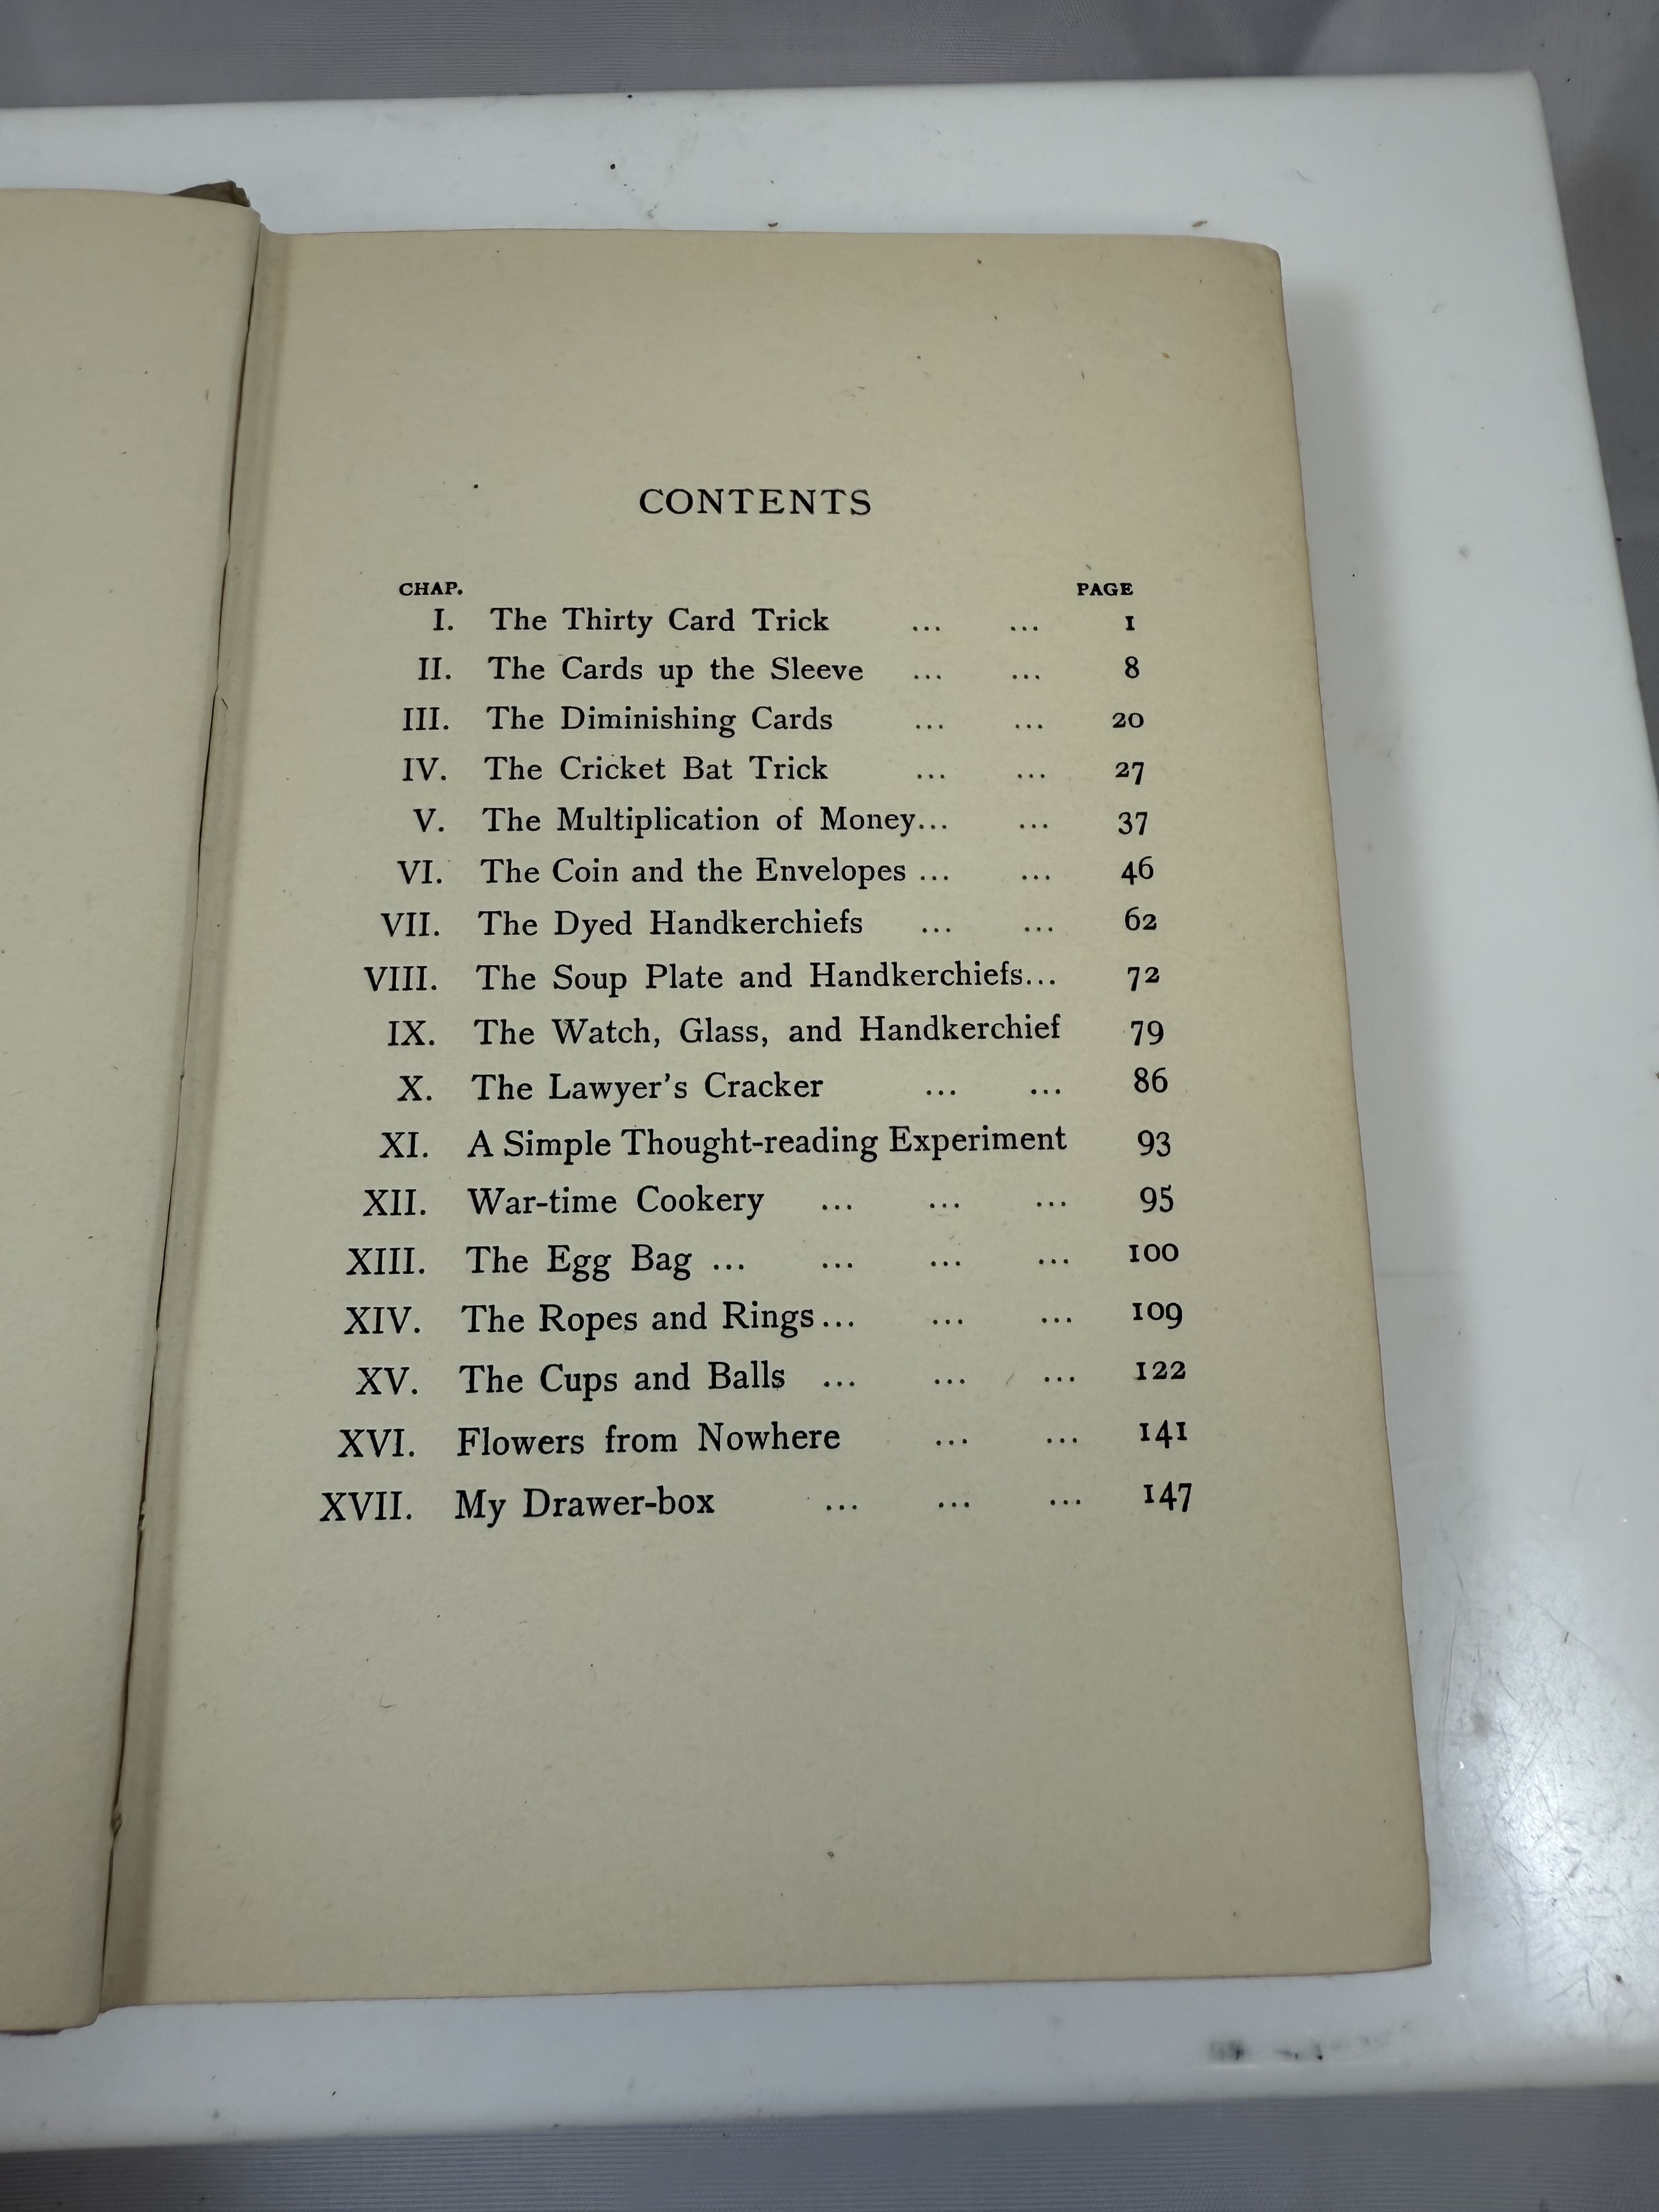 CONTENTS
CHAP. PAGE
I. The Thirty Card Trick ... ... 1
II. The Cards up the Sleeve ... ... 8
III. The Diminishing Cards ... ... 20
IV. The Cricket Bat Trick ... ... 27
V. The Multiplication of Money... ... 37
VI. The Coin and the Envelopes ... ... 46
VII. The Dyed Handkerchiefs ... ... 62
VIII. The Soup Plate and Handkerchiefs... 72
IX. The Watch, Glass, and Handkerchief 79
X. The Lawyer's Cracker ... ... 86
XI. A Simple Thought-reading Experiment 93
XII. War-time Cookery ... ... ... 95
XIII. The Egg Bag ... ... ... ... 100
XIV. The Ropes and Rings... ... ... 109
XV. The Cups and Balls ... ... ... 122
XVI. Flowers from Nowhere ... ... 141
XVII. My Drawer-box ... ... ... 147